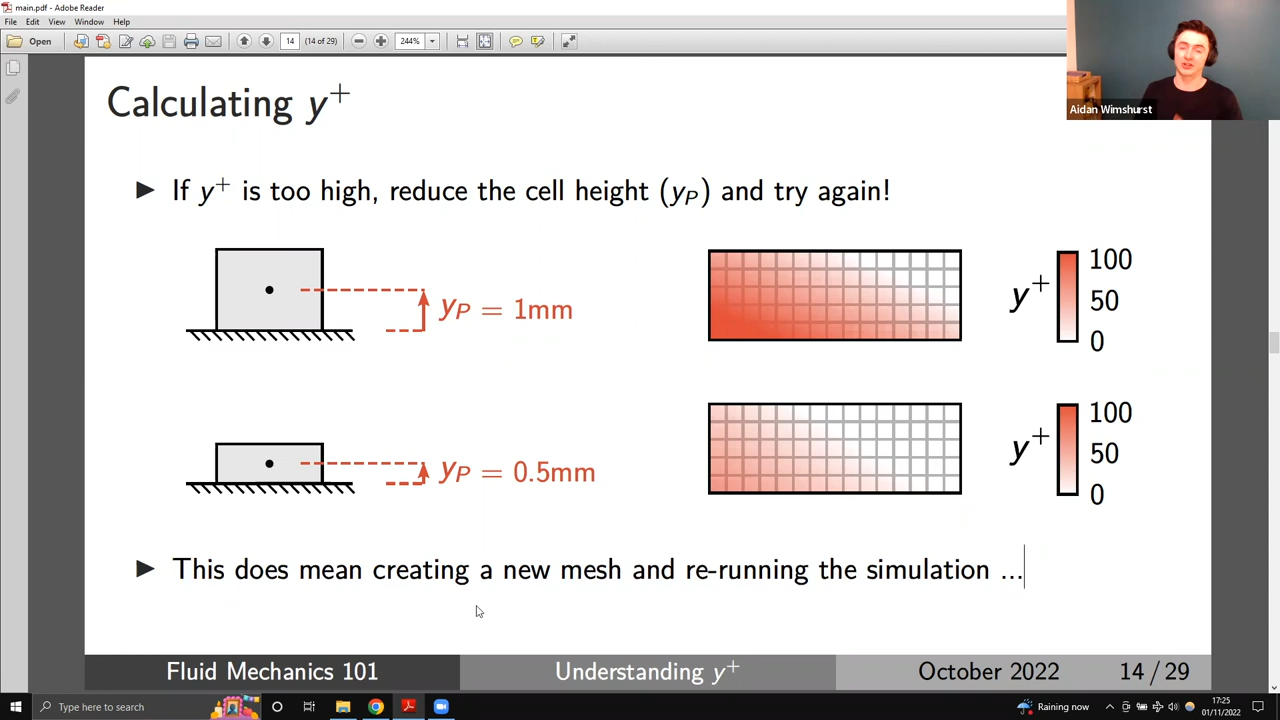 main.pdf - Adobe Reader
File Edit View Window Help
Open
14
(14 of 29)
244%
Aidan Wimshurst
Calculating y+
If y+ is too high, reduce the cell height (yP) and try again!
yP = 1mm
y+
100
50
0
yP = 0.5mm
y+
100
50
0
This does mean creating a new mesh and re-running the simulation ...
Fluid Mechanics 101
Understanding y+
October 2022
14 / 29
Type here to search
Raining now
17:25
01/11/2022